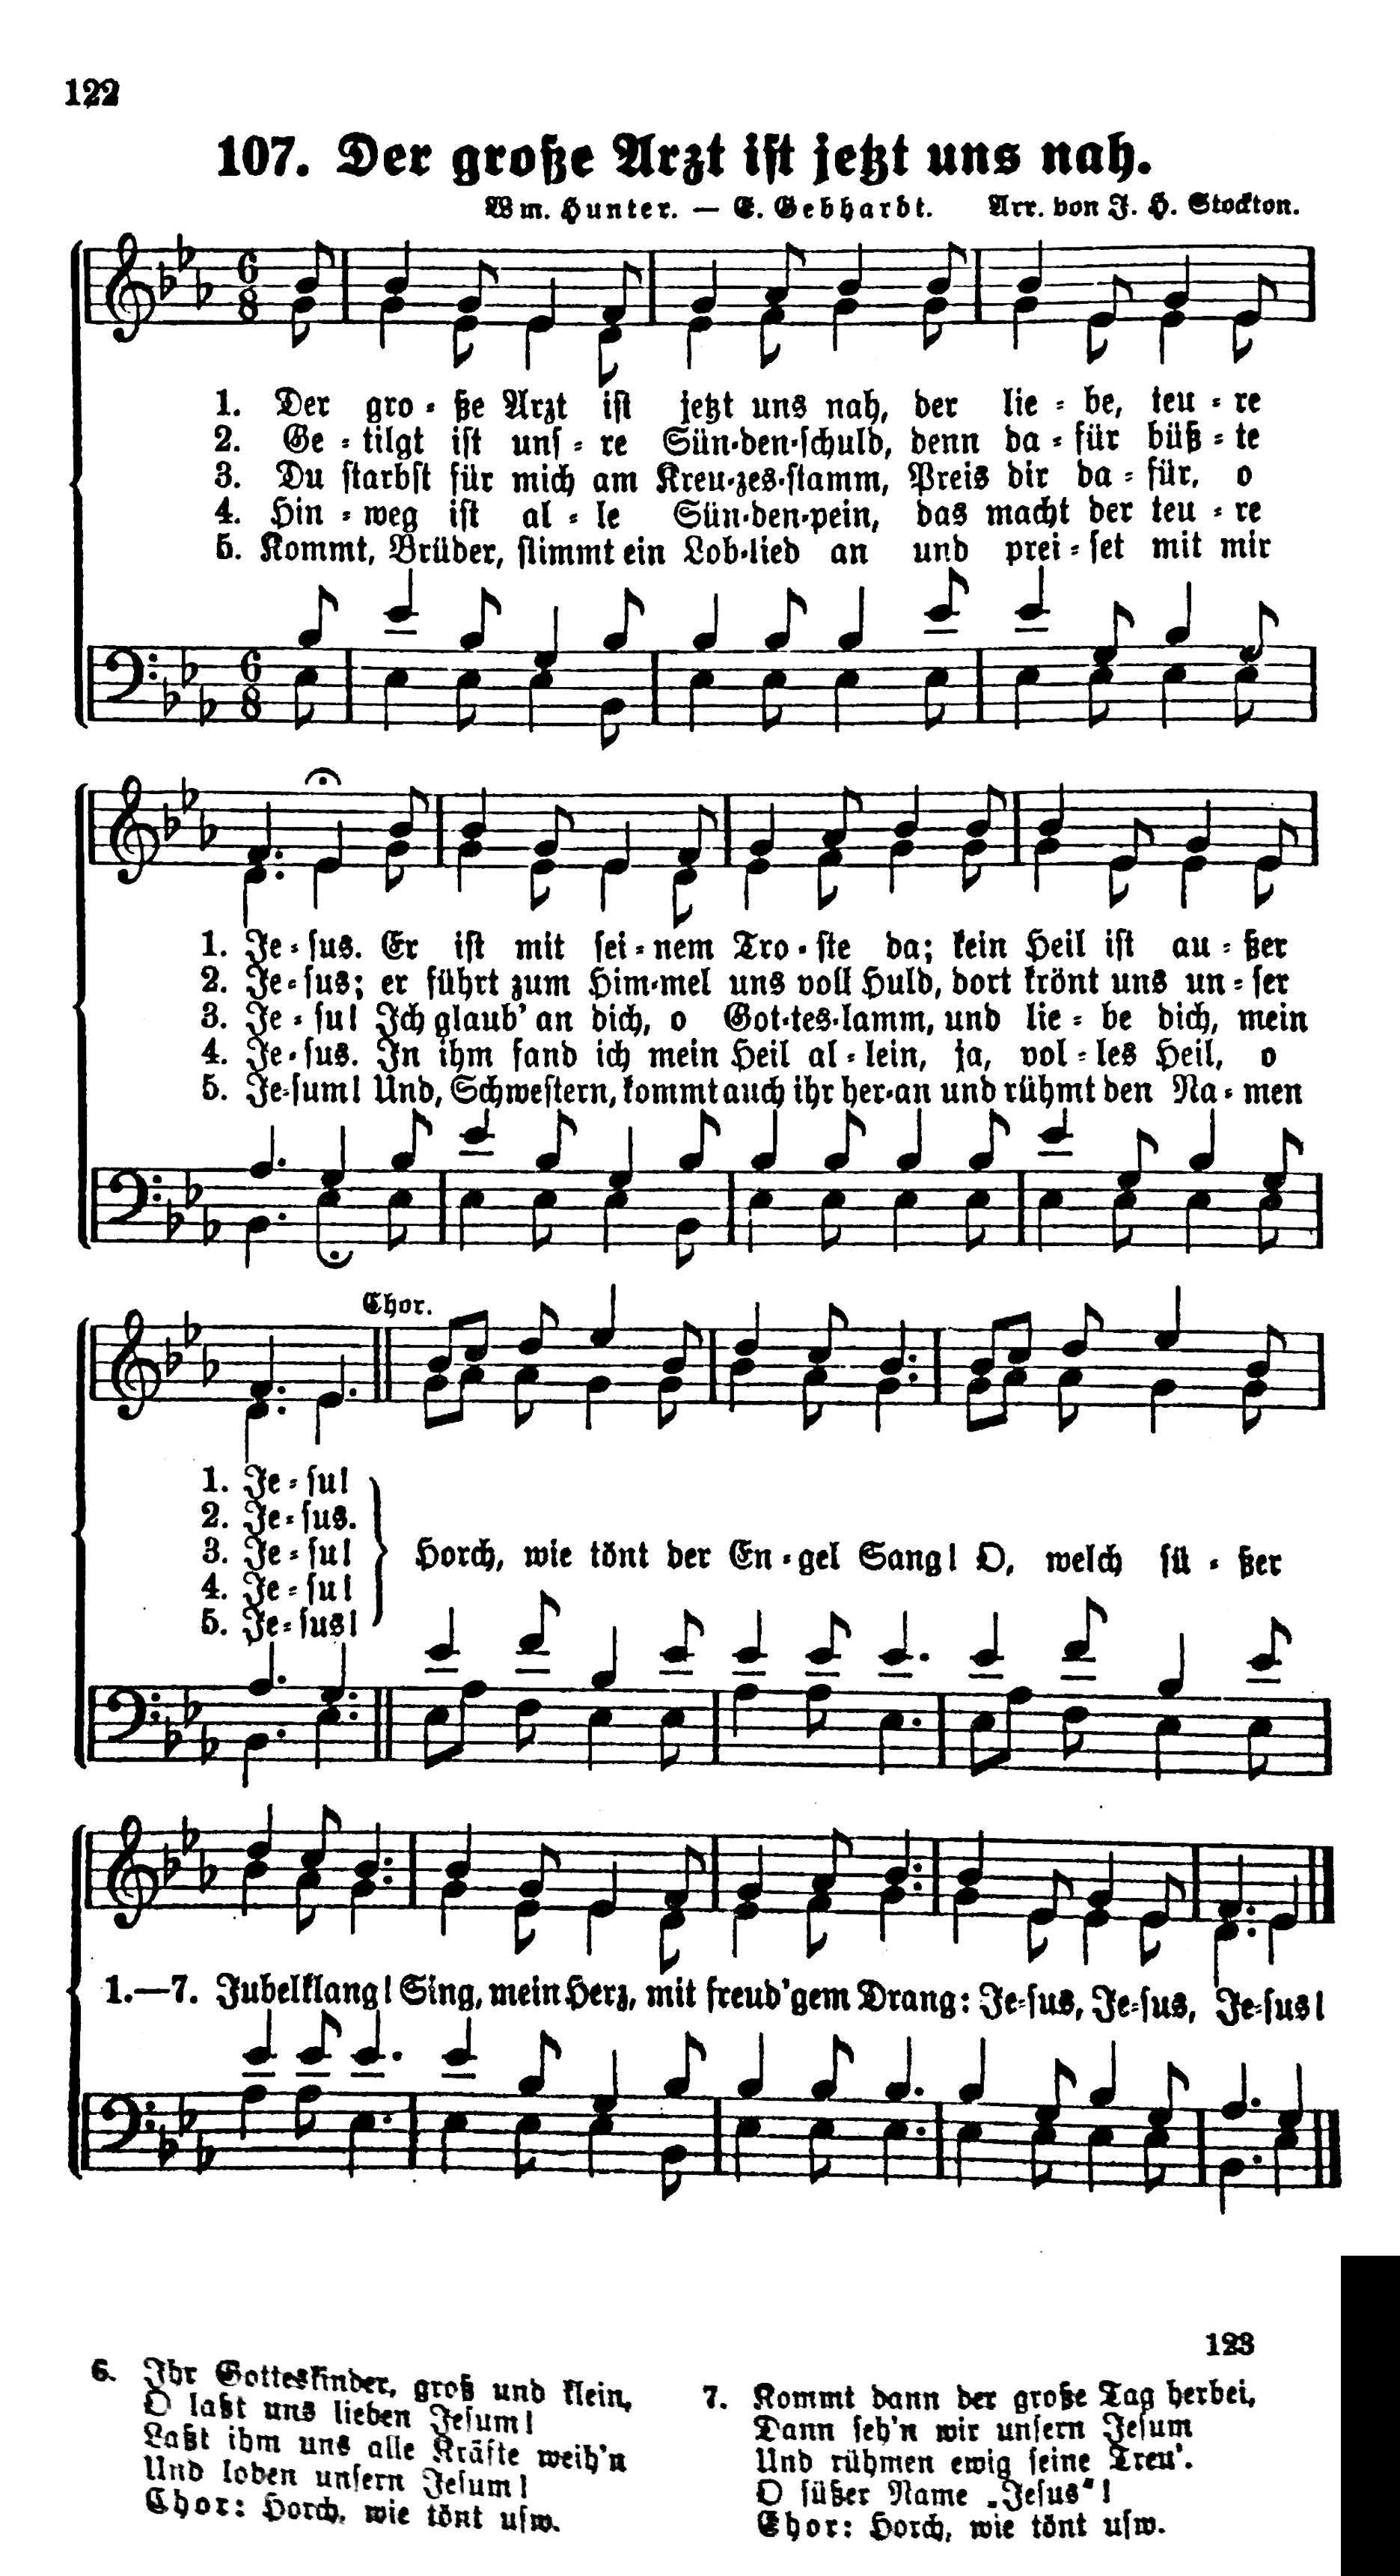 122
107. Der große Arzt ist jetzt uns nah.
Wm. Hunter. — E. Gebhardt. Arr. von J. H. Stockton.
6
8
1. Der gro-ße Arzt ist jetzt uns nah, der lie-be, teu-re
2. Ge-tilgt ist uns-re Sün-den-schuld, denn da-für büß-te
3. Du starbst für mich am Kreu-zes-stamm, Preis dir da-für, o
4. Hin-weg ist al-le Sün-den-pein, das macht der teu-re
5. Kommt, Brüder, stimmt ein Lob-lied an und prei-set mit mir
6
8
1. Je-sus. Er ist mit sei-nem Tro-ste da; kein Heil ist au-ßer
2. Je-sus; er führt zum Him-mel uns voll Huld, dort krönt uns un-ser
3. Je-su! Ich glaub' an dich, o Got-tes-lamm, und lie-be dich, mein
4. Je-sus. In ihm fand ich mein Heil al-lein, ja, vol-les Heil, o
5. Je-sum! Und, Schwestern, kommt auch ihr her-an und rühmt den Na-men
Chor.
1. Je-su!
2. Je-sus.
3. Je-su!
4. Je-su!
5. Je-sus!
Horch, wie tönt der En-gel Sang! O, welch sü-ßer
1.—7. Jubelklang! Sing, mein Herz, mit freud'gem Drang: Je-sus, Je-sus, Je-sus!
123
6. Ihr Gotteskinder, groß und klein,
O laßt uns lieben Jesum!
Laßt ihm uns alle Kräfte weih'n
Und loben unsern Jesum!
Chor: Horch, wie tönt usw.
7. Kommt dann der große Tag herbei,
Dann seh'n wir unsern Jesum
Und rühmen ewig seine Treu'.
O süßer Name „Jesus“!
Chor: Horch, wie tönt usw.